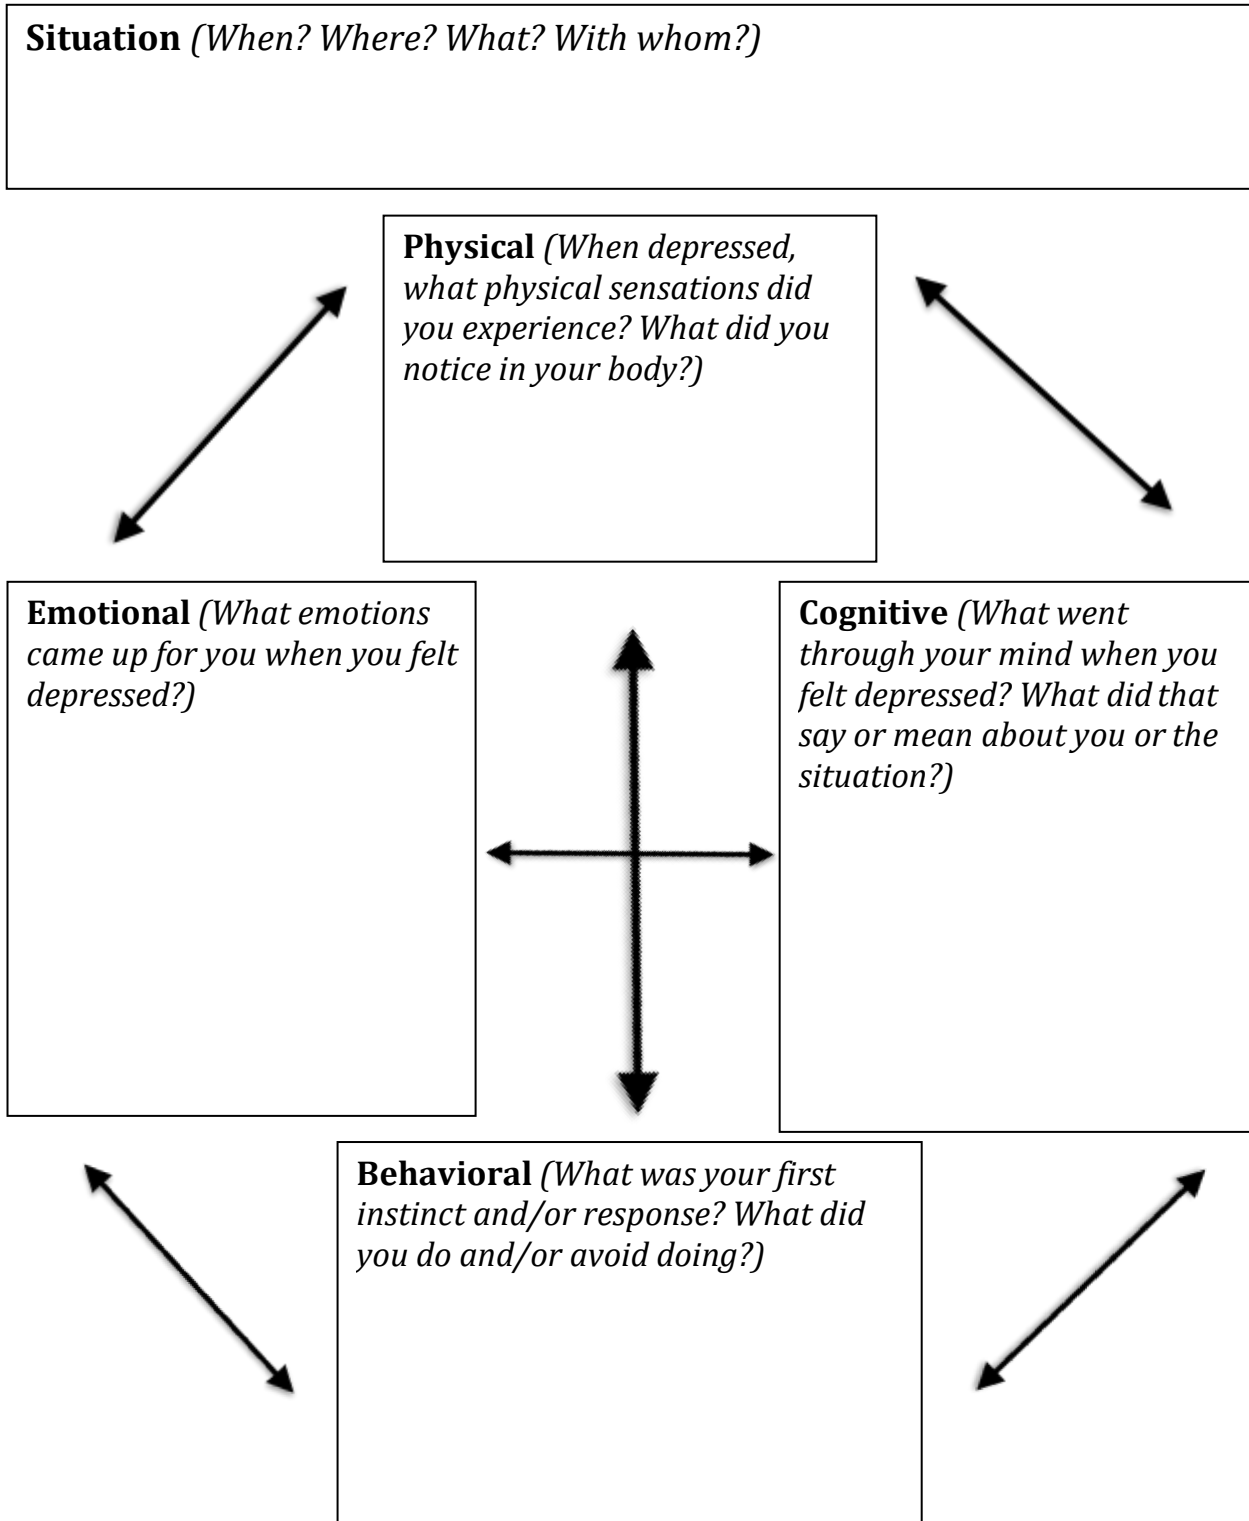 Situation (When? Where? What? With whom?)
Physical (When depressed,
what physical sensations did
you experience? What did you
notice in your body?)
Emotional (What emotions
came up for you when you felt
depressed?)
Cognitive (What went
through your mind when you
felt depressed? What did that
say or mean about you or the
situation?)
Behavioral (What was your first
instinct and/or response? What did
you do and/or avoid doing?)